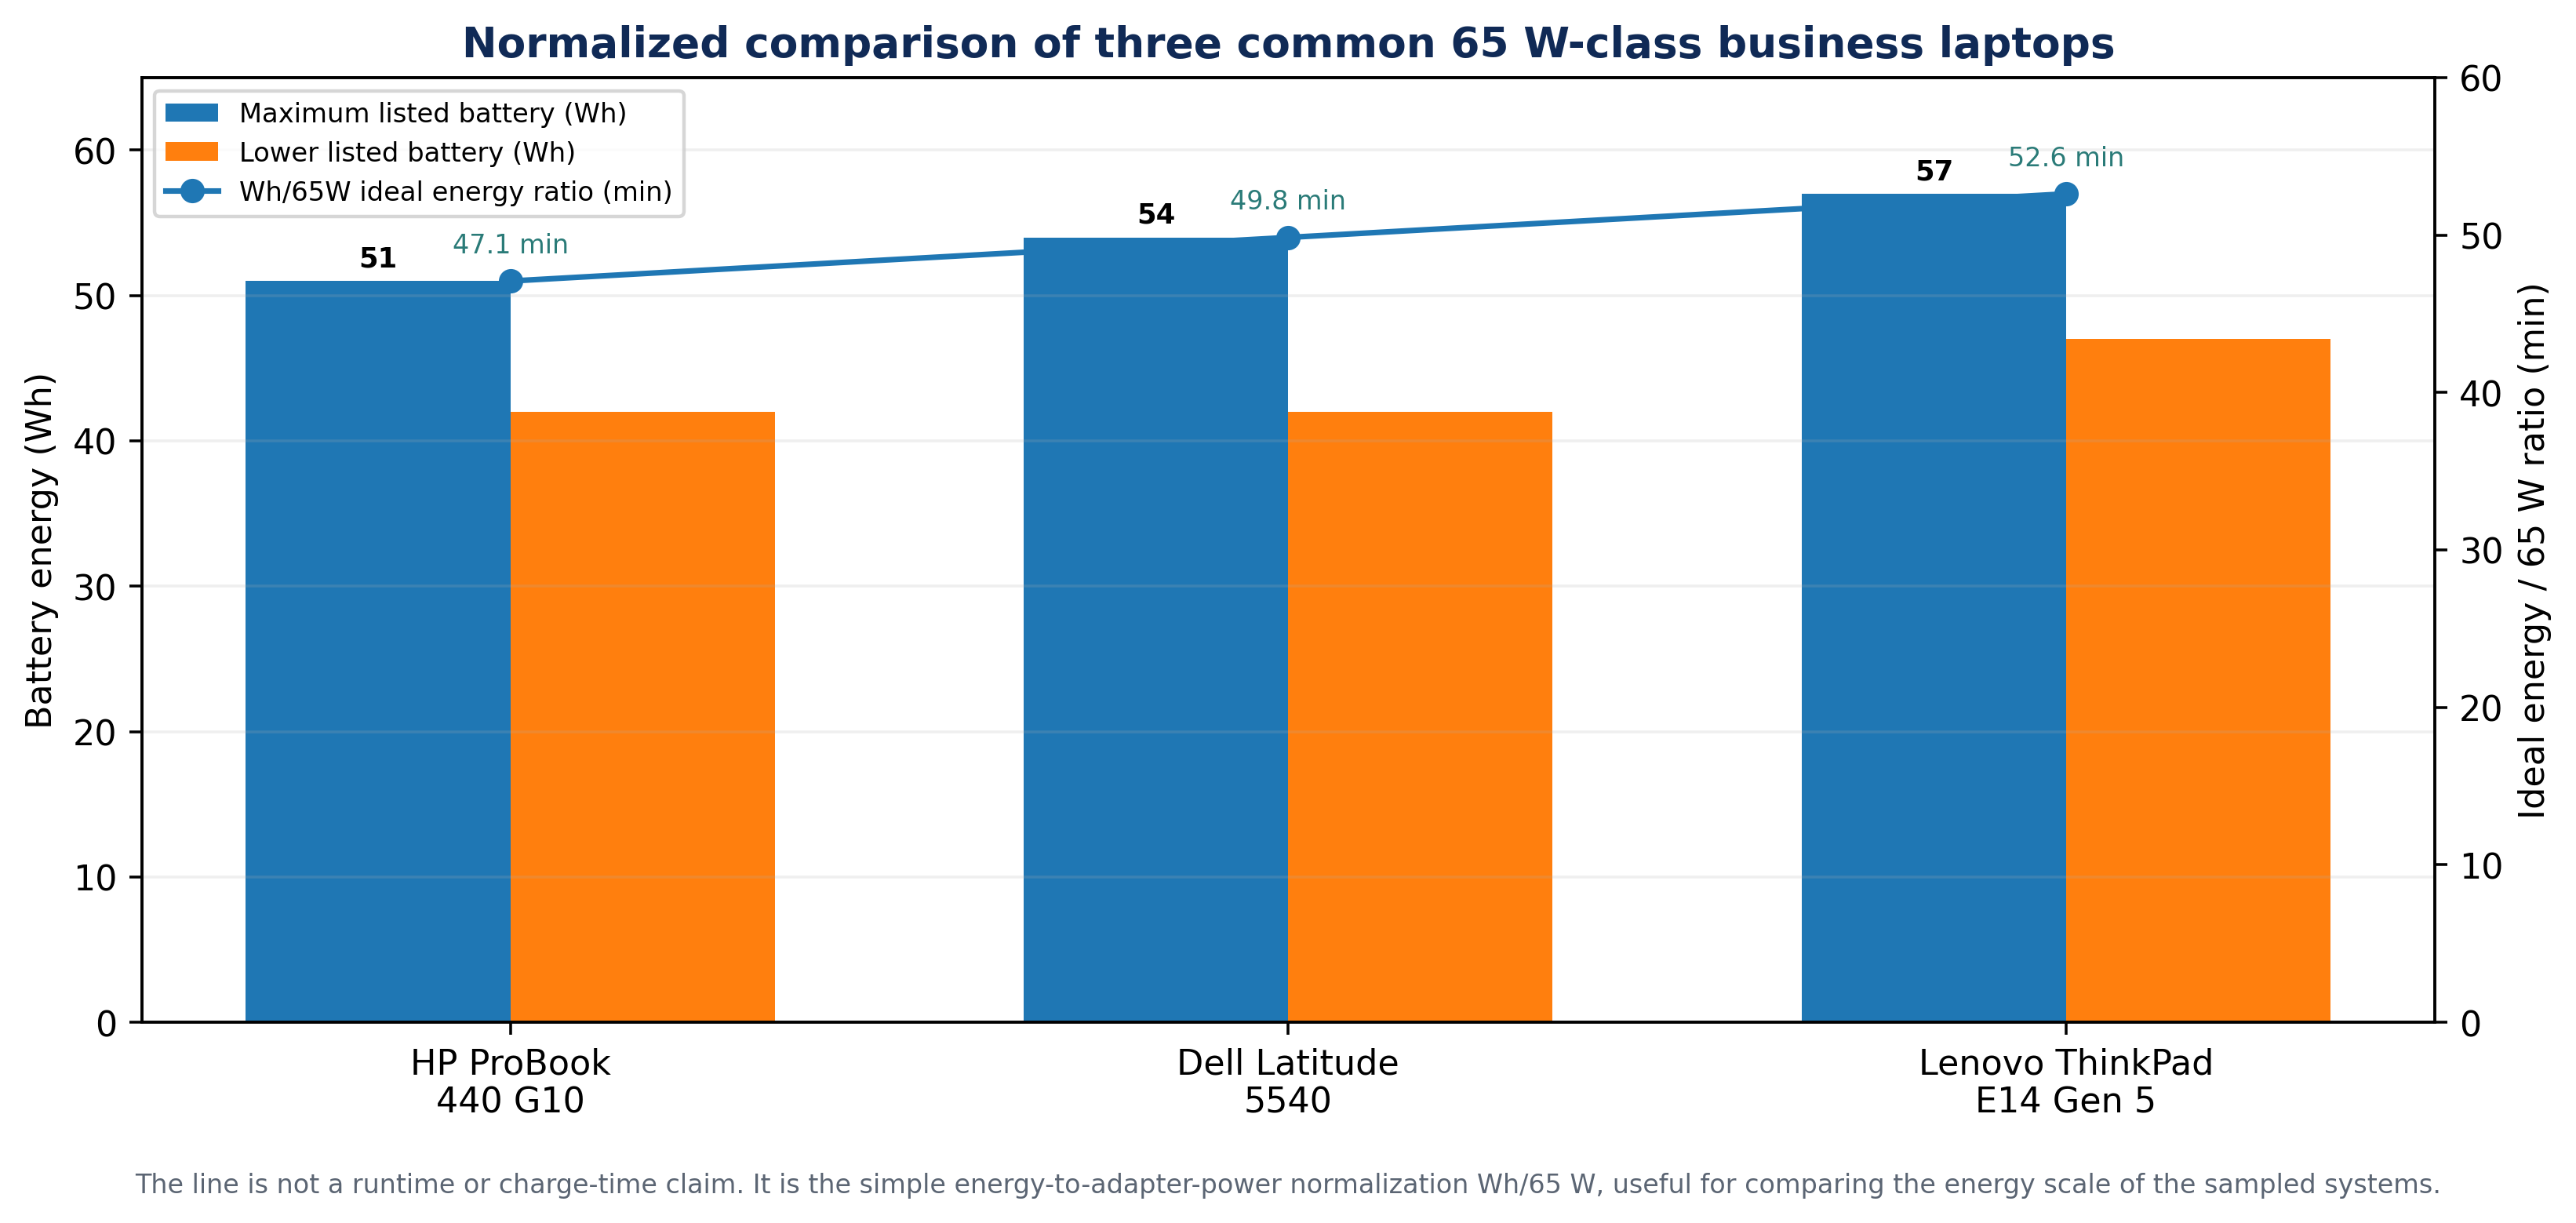 Normalized comparison of three common 65 W-class business laptops
Maximum listed battery (Wh)
Lower listed battery (Wh)
Wh/65W ideal energy ratio (min)
Battery energy (Wh)
60
50
40
30
20
10
0
51
47.1 min
54
49.8 min
57
52.6 min
60
50
40
30
20
10
0
Ideal energy / 65 W ratio (min)
HP ProBook
440 G10
Dell Latitude
5540
Lenovo ThinkPad
E14 Gen 5
The line is not a runtime or charge-time claim. It is the simple energy-to-adapter-power normalization Wh/65 W, useful for comparing the energy scale of the sampled systems.